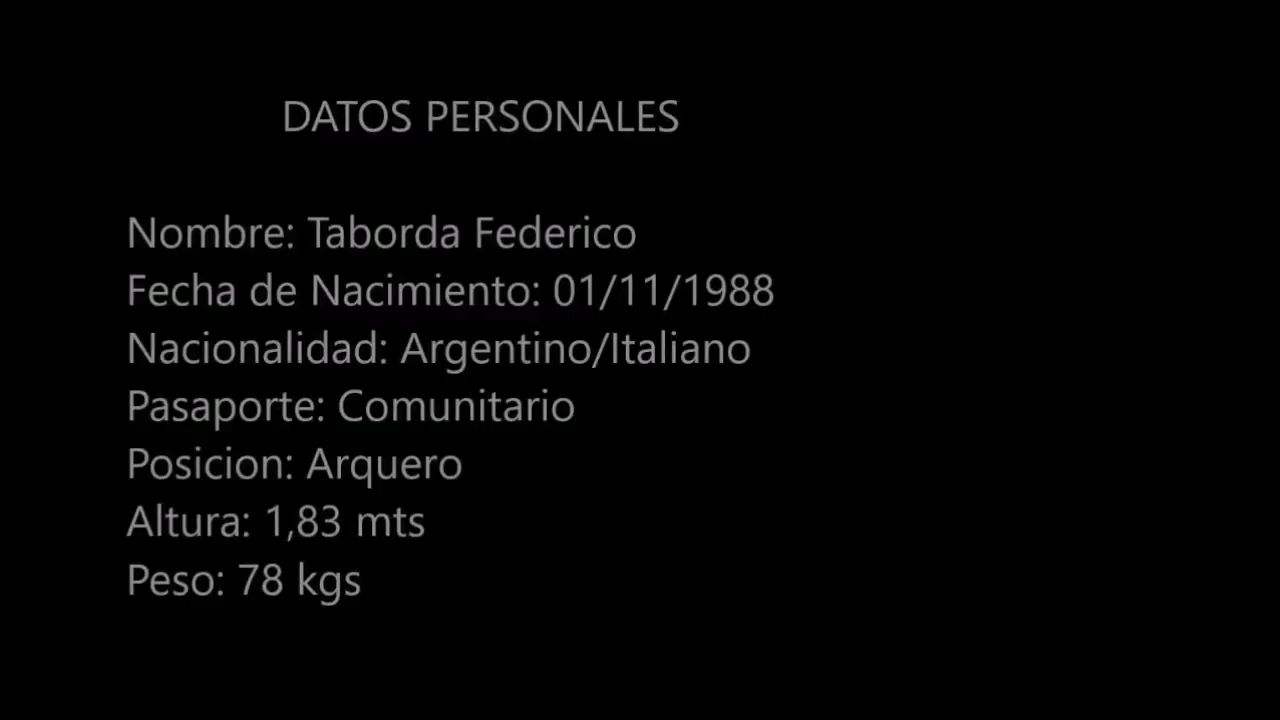 DATOS PERSONALES
Nombre: Taborda Federico
Fecha de Nacimiento: 01/11/1988
Nacionalidad: Argentino/Italiano
Pasaporte: Comunitario
Posicion: Arquero
Altura: 1,83 mts
Peso: 78 kgs